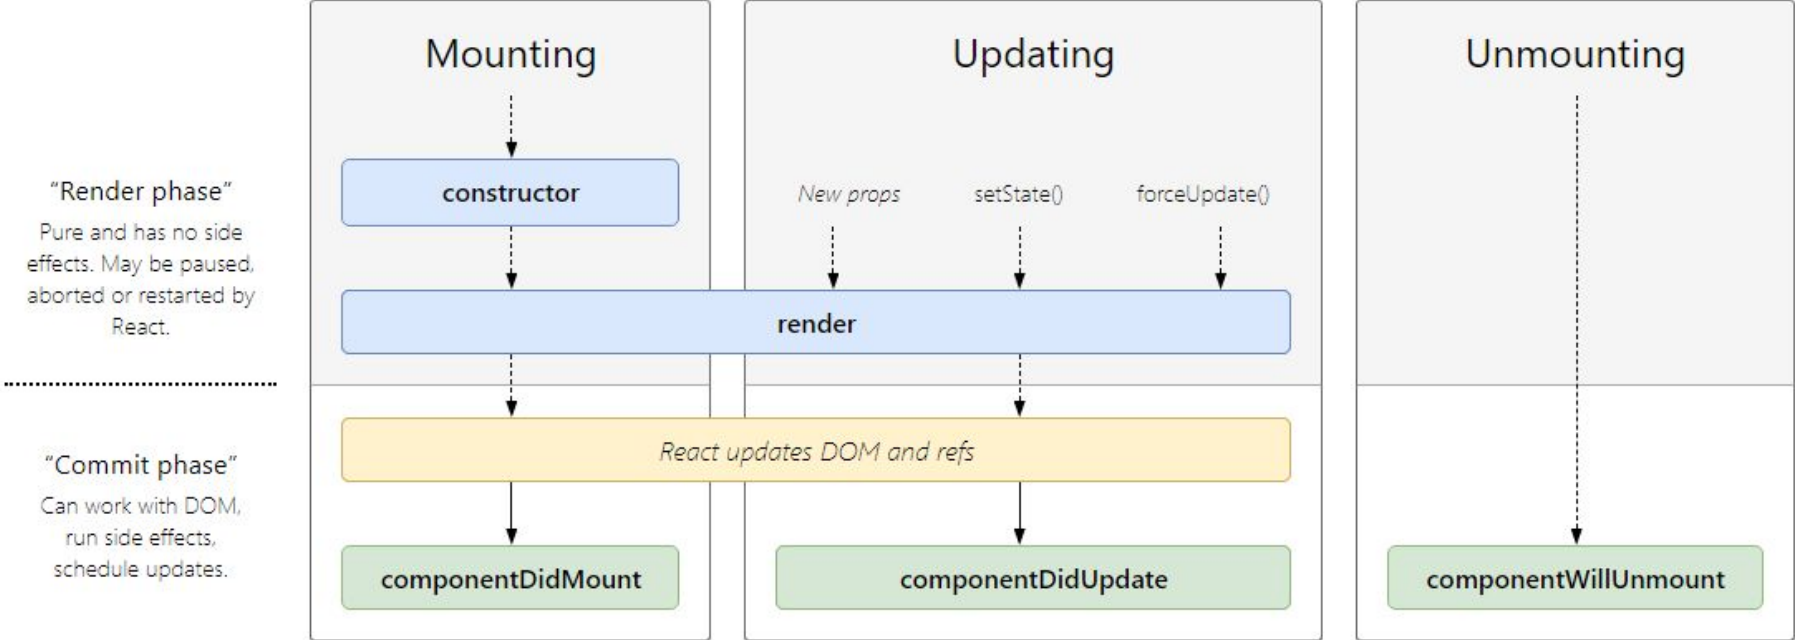 Mounting
Updating
Unmounting
“Render phase”
Pure and has no side
effects. May be paused,
aborted or restarted by
React.
constructor
New props
setState()
forceUpdate()
render
“Commit phase”
Can work with DOM,
run side effects,
schedule updates.
React updates DOM and refs
componentDidMount
componentDidUpdate
componentWillUnmount